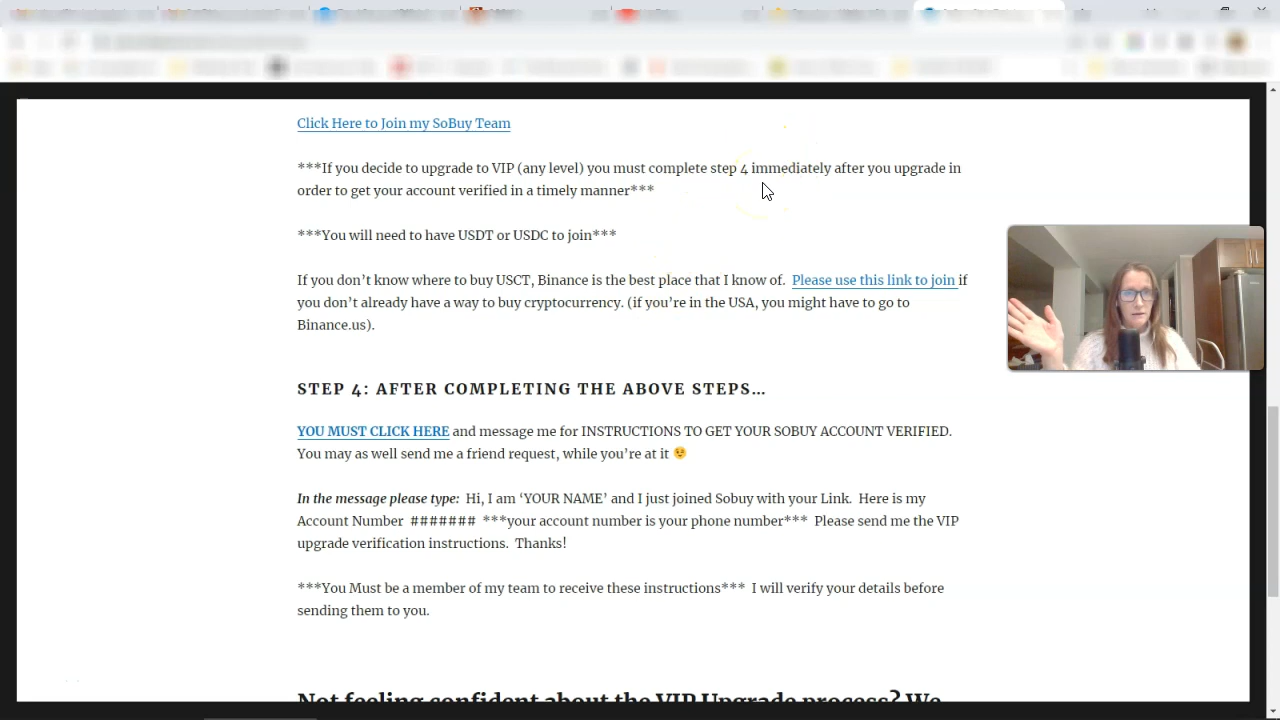 Click Here to Join my SoBuy Team
***If you decide to upgrade to VIP (any level) you must complete step 4 immediately after you upgrade in
order to get your account verified in a timely manner***
***You will need to have USDT or USDC to join***
If you don’t know where to buy USCT, Binance is the best place that I know of.  Please use this link to join if
you don’t already have a way to buy cryptocurrency. (if you’re in the USA, you might have to go to
Binance.us).
STEP 4: AFTER COMPLETING THE ABOVE STEPS…
YOU MUST CLICK HERE and message me for INSTRUCTIONS TO GET YOUR SOBUY ACCOUNT VERIFIED.
You may as well send me a friend request, while you’re at it 😉
In the message please type:  Hi, I am ‘YOUR NAME’ and I just joined Sobuy with your Link.  Here is my
Account Number  #######  ***your account number is your phone number***  Please send me the VIP
upgrade verification instructions.  Thanks!
***You Must be a member of my team to receive these instructions***  I will verify your details before
sending them to you.
Not feeling confident about the VIP Upgrade process? We